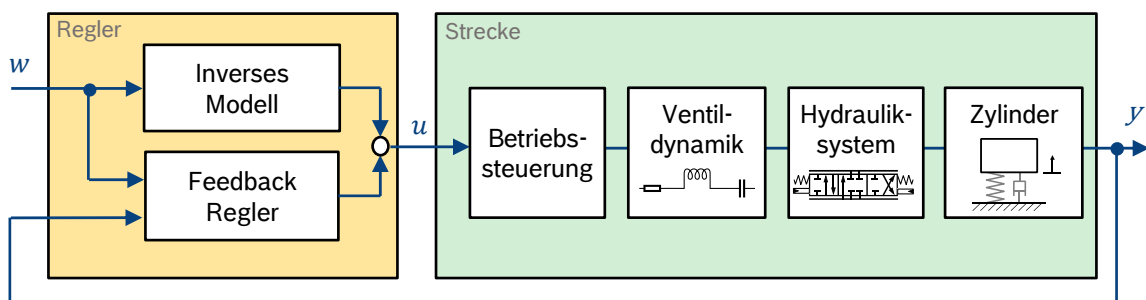 Regler
Strecke
w
Inverses
Modell
Feedback
Regler
u
Betriebs-
steuerung
Ventil-
dynamik
Hydraulik-
system
Zylinder
y